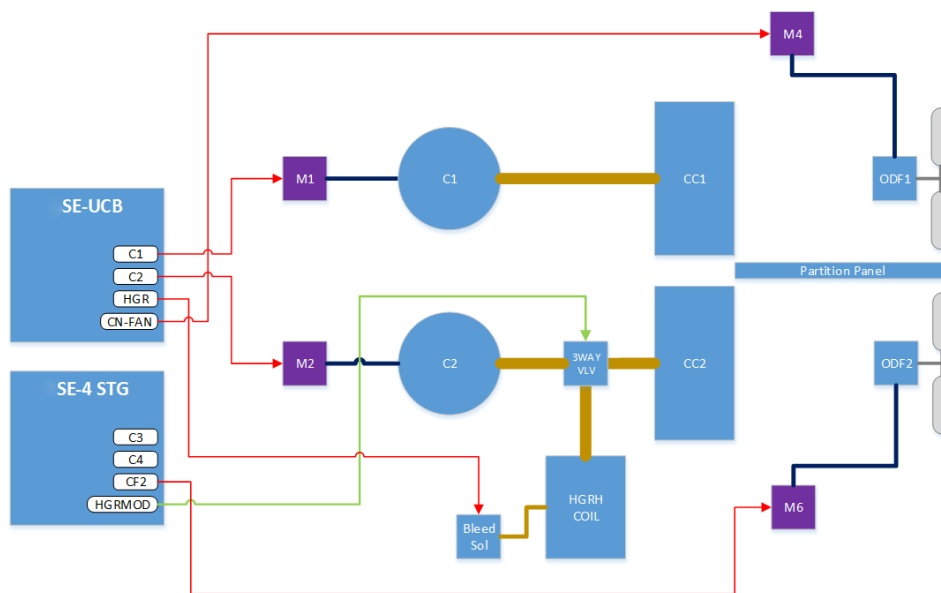 M4
M1
C1
CC1
ODF1
SE-UCB
C1
C2
HGR
CN-FAN
Partition Panel
M2
C2
3WAY
VLV
CC2
ODF2
SE-4 STG
C3
C4
CF2
HGRMOD
Bleed
Sol
HGRH
COIL
M6